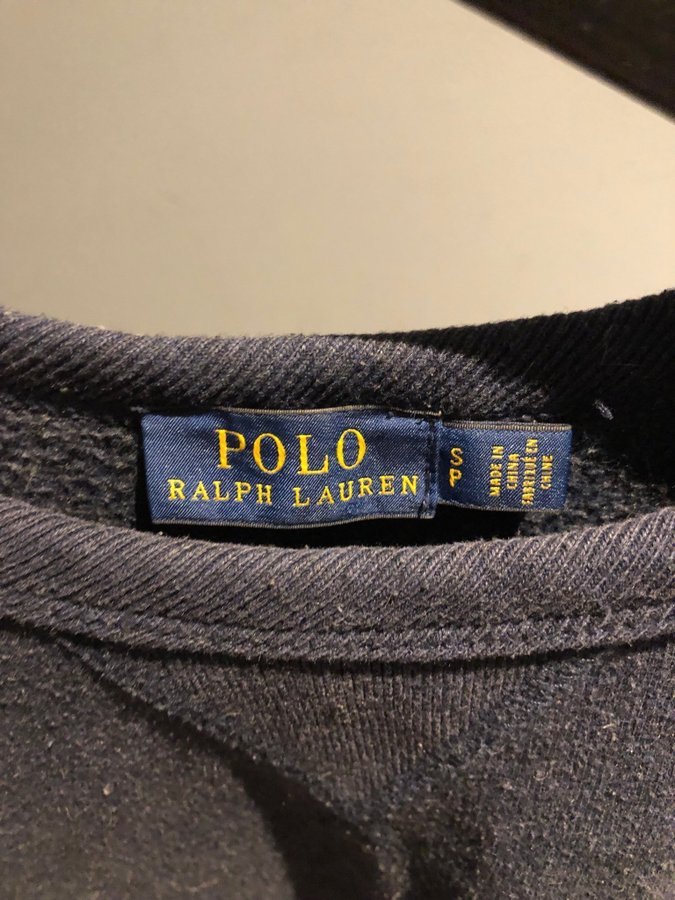 POLO
RALPH LAUREN
S
P
MADE IN
CHINA
FABRIQUÉ EN
CHINE